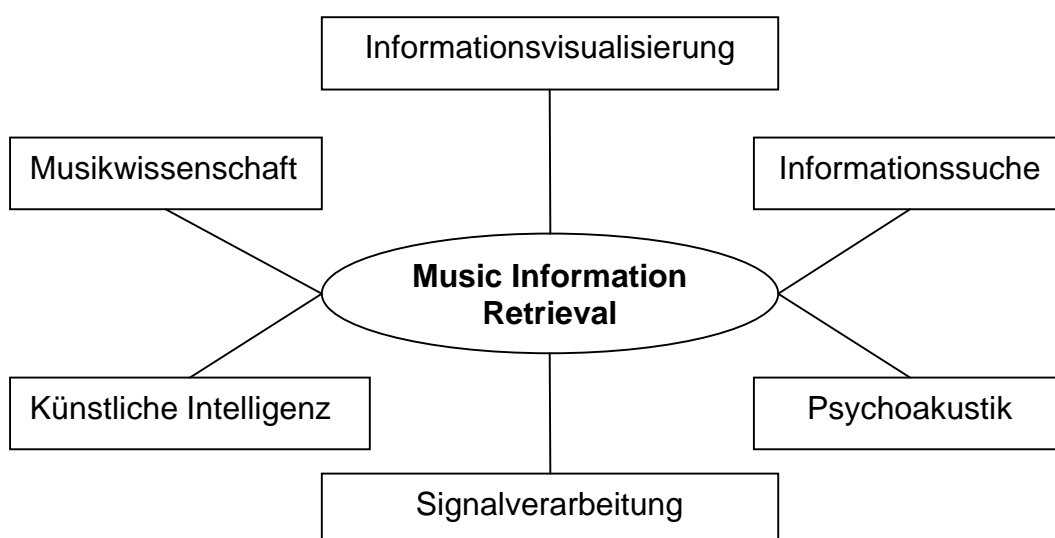 Informationsvisualisierung
Musikwissenschaft
Informationssuche
Music Information
Retrieval
Künstliche Intelligenz
Psychoakustik
Signalverarbeitung